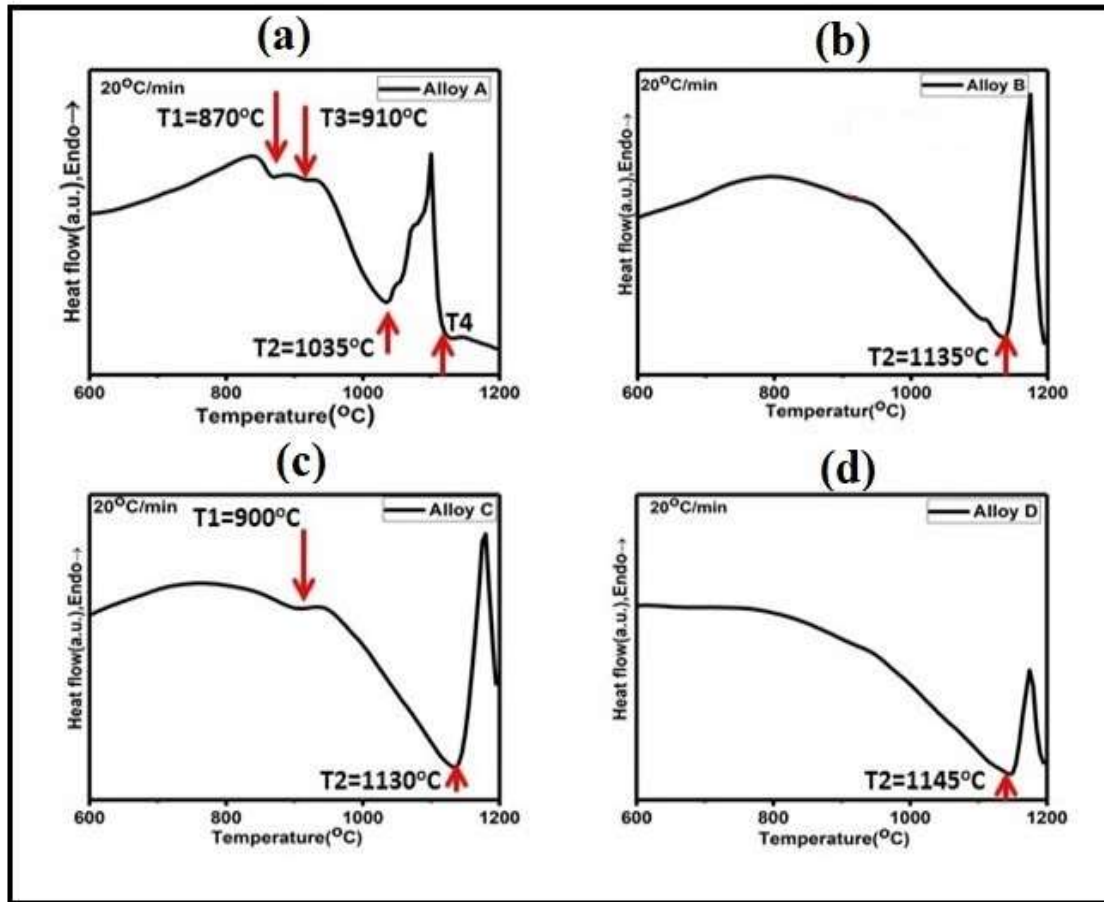 (a)
20°C/min
Alloy A
T1=870°C
T3=910°C
T2=1035°C
T4
Heat flow(a.u.),Endo→
600
800
1000
1200
Temperature(°C)
(b)
20°C/min
Alloy B
T2=1135°C
Heat flow(a.u.),Endo→
600
800
1000
1200
Temperatur(°C)
(c)
20°C/min
Alloy C
T1=900°C
T2=1130°C
Heat flow(a.u.),Endo→
600
800
1000
1200
Temperature(°C)
(d)
20°C/min
Alloy D
T2=1145°C
Heat flow(a.u.),Endo→
600
800
1000
1200
Temperature(°C)